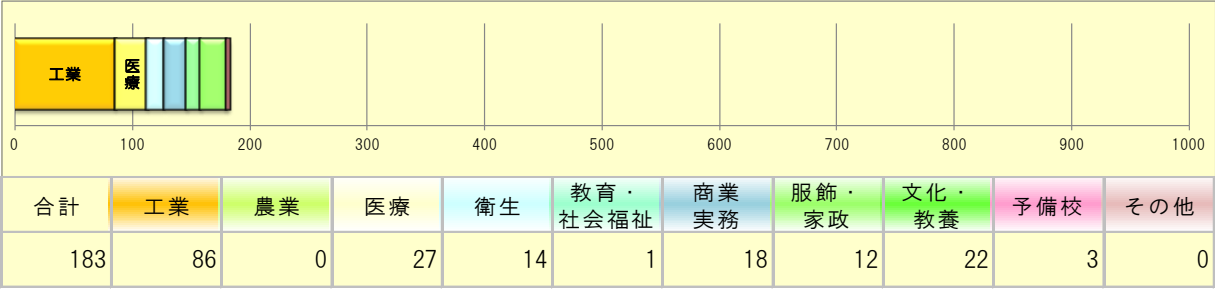 工業
医
療
0 100 200 300 400 500 600 700 800 900 1000
合計 工業 農業 医療 衛生 教育・社会福祉 商業実務 服飾・家政 文化・教養 予備校 その他
183 86 0 27 14 1 18 12 22 3 0